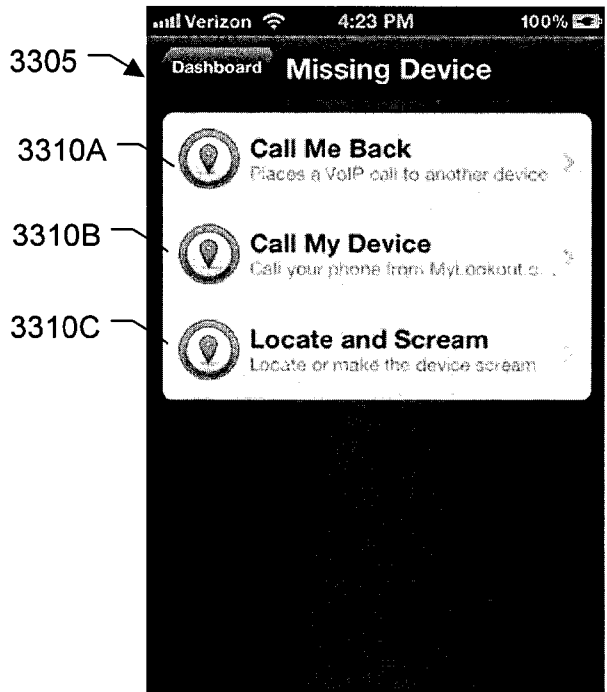 Verizon 4:23 PM 100%
3305
Dashboard Missing Device
3310A
Call Me Back
Places a VoIP call to another device
3310B
Call My Device
Call your phone from MyLookout.c...
3310C
Locate and Scream
Locate or make the device scream